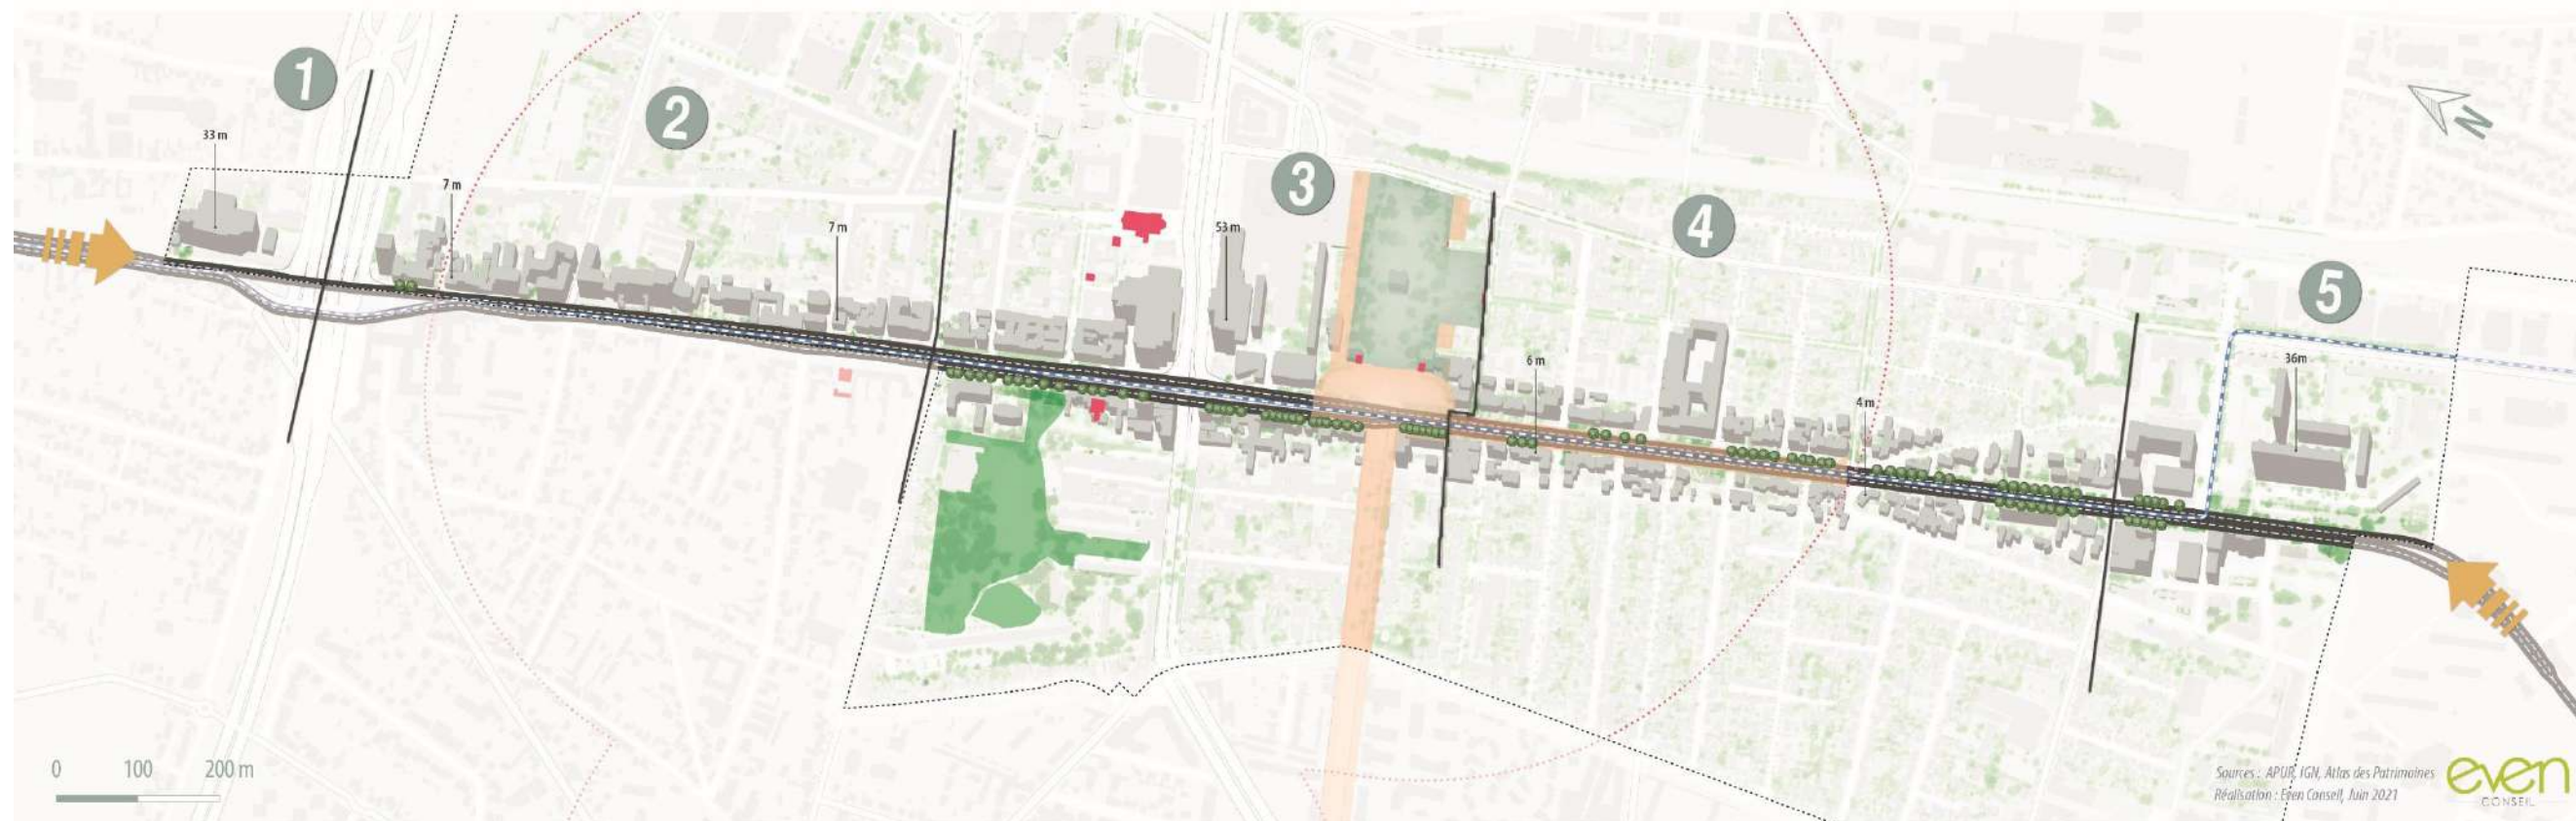 1
2
3
4
5
N
33 m
7 m
7 m
53 m
6 m
4 m
36m
0 100 200 m
Sources : APUR, IGN, Atlas des Patrimoines
Réalisation : Even Conseil, Juin 2021
even
CONSEIL